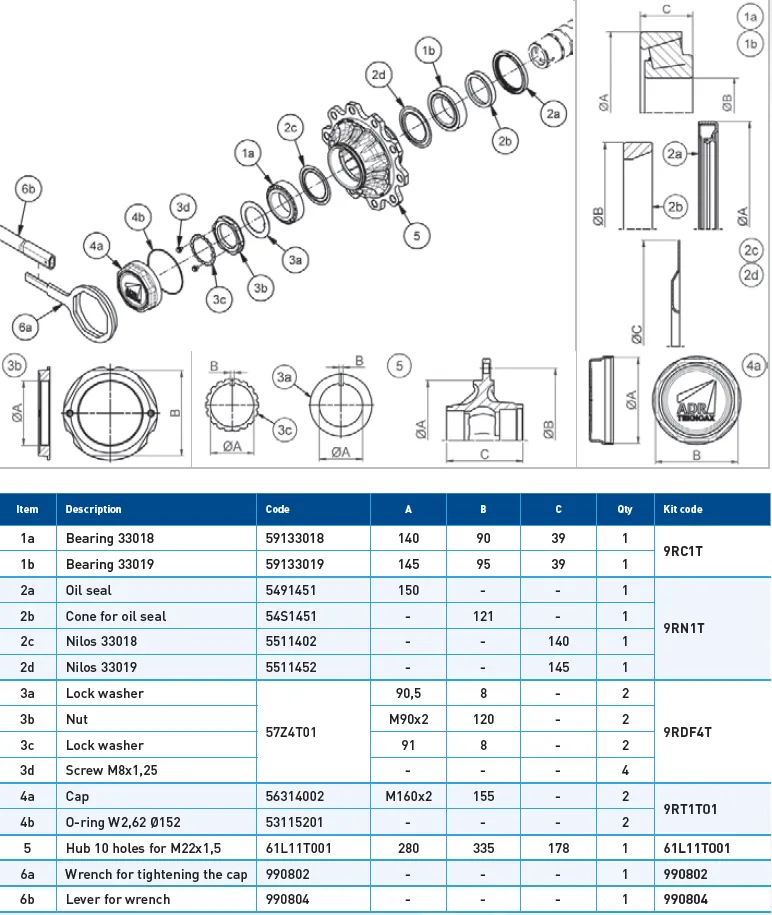 C
1a
1b
1b
2d
2a
2b
2c
1a
ØA
ØB
2a
2b
ØB
ØA
6b
3d
4b
4a
5
3a
3b
3c
6a
ADR
2c
2d
ØC
3b
ØA
B
B
3a
3c
ØA
B
ØA
5
ØA
ØB
C
4a
ØA
ADR
TEKNOAX
B
Item Description Code A B C Qty Kit code
1a Bearing 33018 59133018 140 90 39 1
9RC1T
1b Bearing 33019 59133019 145 95 39 1
2a Oil seal 5491451 150 - - 1
2b Cone for oil seal 54S1451 - 121 - 1
9RN1T
2c Nilos 33018 5511402 - - 140 1
2d Nilos 33019 5511452 - - 145 1
3a Lock washer 90,5 8 - 2
3b Nut M90x2 120 - 2
57Z4T01 9RDF4T
3c Lock washer 91 8 - 2
3d Screw M8x1,25 - - - 4
4a Cap 56314002 M160x2 155 - 2
9RT1T01
4b O-ring W2,62 Ø152 53115201 - - - 2
5 Hub 10 holes for M22x1,5 61L11T001 280 335 178 1 61L11T001
6a Wrench for tightening the cap 990802 - - - 1 990802
6b Lever for wrench 990804 - - - 1 990804